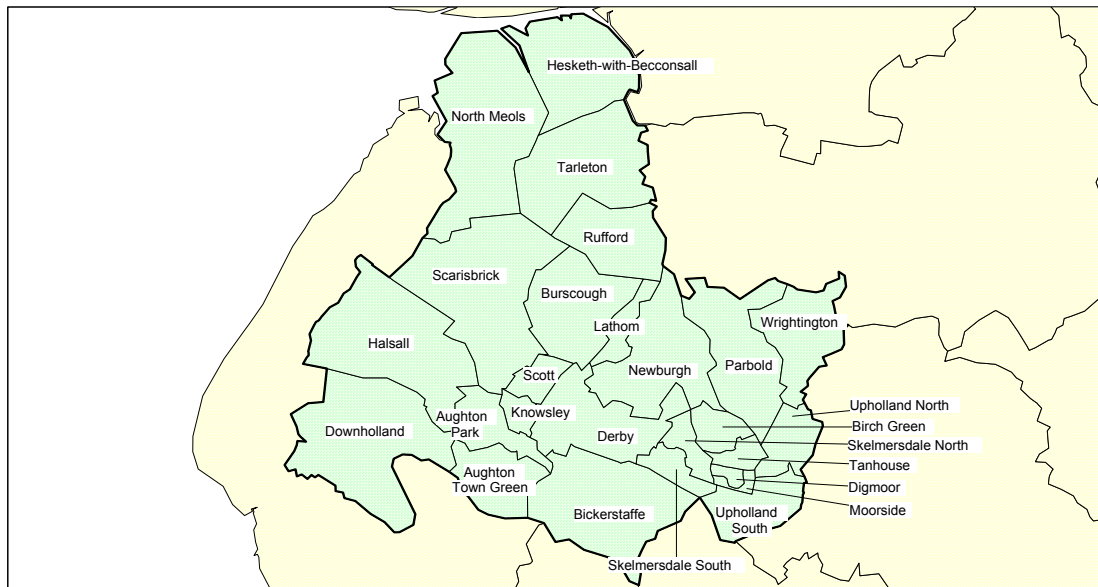 Hesketh-with-Becconsall
North Meols
Tarleton
Rufford
Scarisbrick
Burscough
Wrightington
Lathom
Halsall
Parbold
Newburgh
Scott
Upholland North
Knowsley
Aughton
Park
Birch Green
Downholland
Derby
Skelmersdale North
Tanhouse
Aughton
Town Green
Digmoor
Moorside
Bickerstaffe
Upholland
South
Skelmersdale South